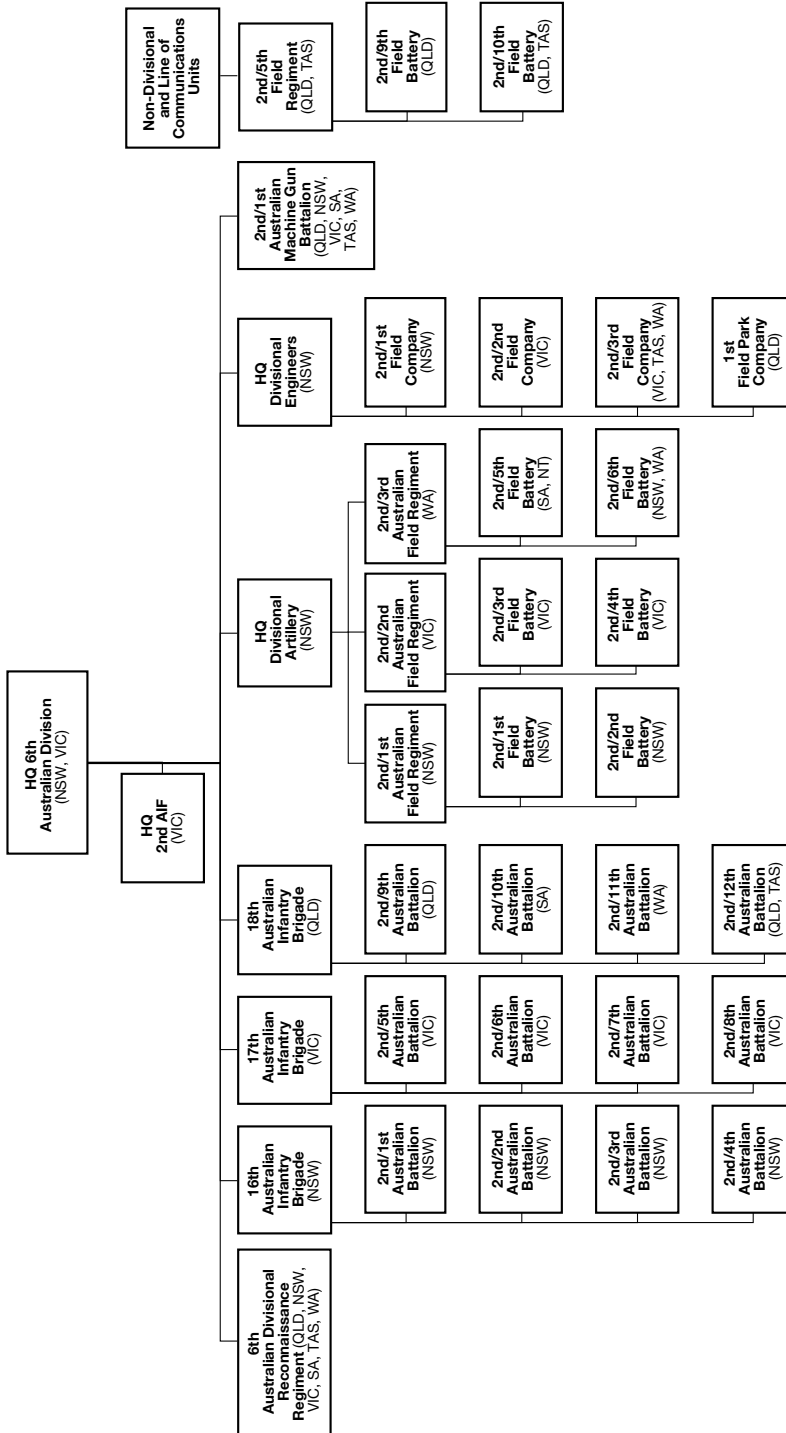 HQ 6th
Australian Division
(NSW, VIC)
HQ
2nd AIF
(VIC)
6th
Australian Divisional
Reconnaissance
Regiment (QLD, NSW,
VIC, SA, TAS, WA)
16th
Australian
Infantry
Brigade
(NSW)
2nd/1st
Australian
Battalion
(NSW)
2nd/2nd
Australian
Battalion
(NSW)
2nd/3rd
Australian
Battalion
(NSW)
2nd/4th
Australian
Battalion
(NSW)
17th
Australian
Infantry
Brigade
(VIC)
2nd/5th
Australian
Battalion
(VIC)
2nd/6th
Australian
Battalion
(VIC)
2nd/7th
Australian
Battalion
(VIC)
2nd/8th
Australian
Battalion
(VIC)
18th
Australian
Infantry
Brigade
(QLD)
2nd/9th
Australian
Battalion
(QLD)
2nd/10th
Australian
Battalion
(SA)
2nd/11th
Australian
Battalion
(WA)
2nd/12th
Australian
Battalion
(QLD, TAS)
HQ
Divisional
Artillery
(NSW)
2nd/1st
Australian
Field Regiment
(NSW)
2nd/1st
Field
Battery
(NSW)
2nd/2nd
Field
Battery
(NSW)
2nd/2nd
Australian
Field Regiment
(VIC)
2nd/3rd
Field
Battery
(VIC)
2nd/4th
Field
Battery
(VIC)
2nd/3rd
Australian
Field Regiment
(WA)
2nd/5th
Field
Battery
(SA, NT)
2nd/6th
Field
Battery
(NSW, WA)
HQ
Divisional
Engineers
(NSW)
2nd/1st
Field
Company
(NSW)
2nd/2nd
Field
Company
(VIC)
2nd/3rd
Field
Company
(VIC, TAS, WA)
1st
Field Park
Company
(QLD)
2nd/1st
Australian
Machine Gun
Battalion
(QLD, NSW,
VIC, SA,
TAS, WA)
Non-Divisional
and Line of
Communications
Units
2nd/5th
Field
Regiment
(QLD, TAS)
2nd/9th
Field
Battery
(QLD)
2nd/10th
Field
Battery
(QLD, TAS)